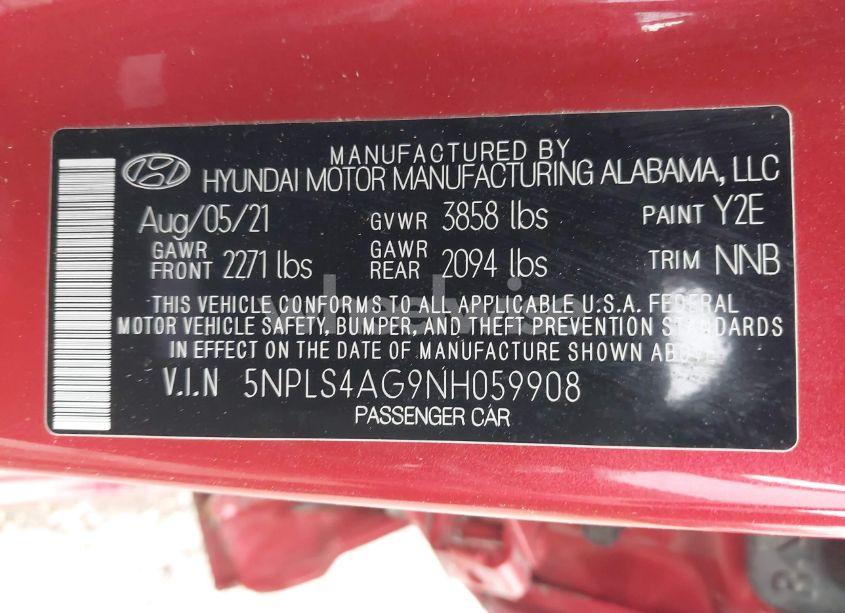 MANUFACTURED BY
HYUNDAI MOTOR MANUFACTURING ALABAMA, LLC
Aug/05/21 GVWR 3858 lbs PAINT Y2E
GAWR FRONT 2271 lbs GAWR REAR 2094 lbs TRIM NNB
THIS VEHICLE CONFORMS TO ALL APPLICABLE U.S.A. FEDERAL
MOTOR VEHICLE SAFETY, BUMPER, AND THEFT PREVENTION STANDARDS
IN EFFECT ON THE DATE OF MANUFACTURE SHOWN ABOVE.
V.I.N 5NPLS4AG9NH059908
PASSENGER CAR